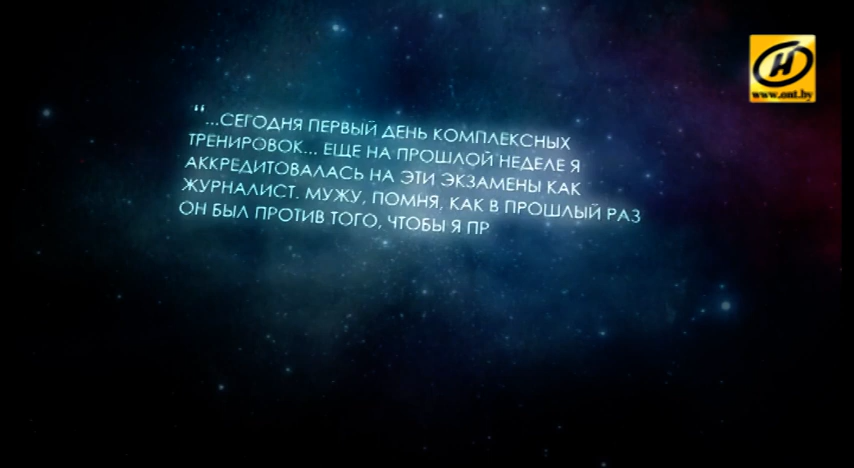 “...СЕГОДНЯ ПЕРВЫЙ ДЕНЬ КОМПЛЕКСНЫХ
ТРЕНИРОВОК... ЕЩЕ НА ПРОШЛОЙ НЕДЕЛЕ Я
АККРЕДИТОВАЛАСЬ НА ЭТИ ЭКЗАМЕНЫ КАК
ЖУРНАЛИСТ. МУЖУ, ПОМНЯ, КАК В ПРОШЛЫЙ РАЗ
ОН БЫЛ ПРОТИВ ТОГО, ЧТОБЫ Я ПР
www.ont.by